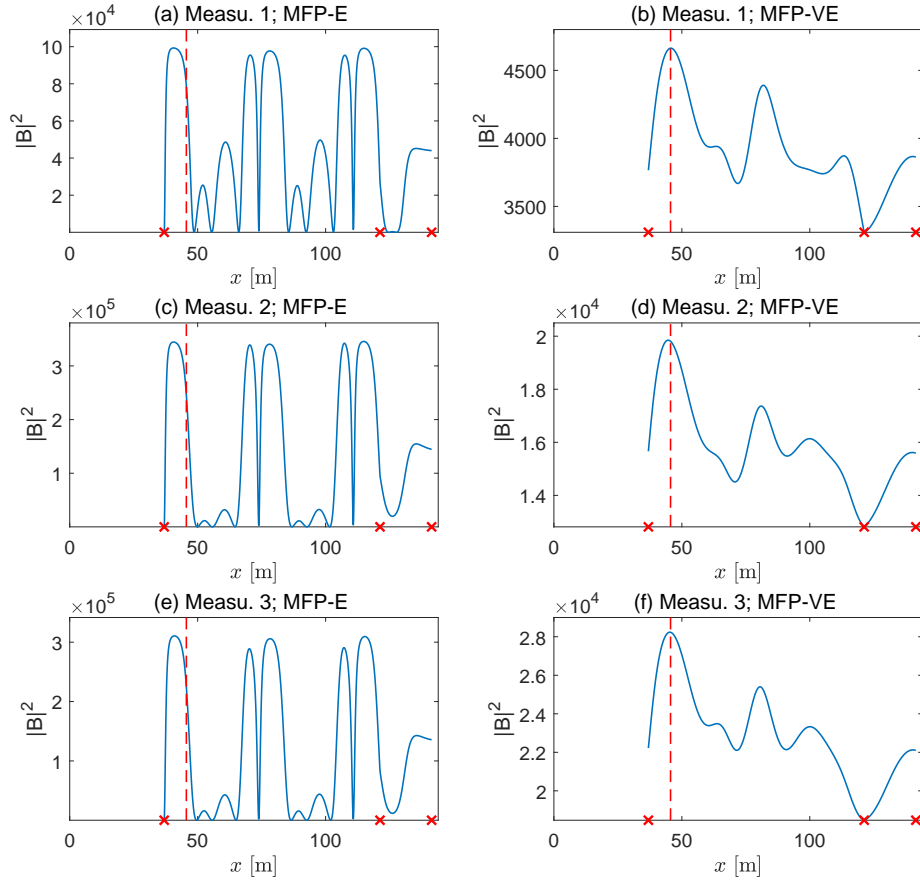 (a) Measu. 1; MFP-E
×10⁴
|B|²
10
8
6
4
2
0 50 100
x [m]
(b) Measu. 1; MFP-VE
|B|²
4500
4000
3500
0 50 100
x [m]
(c) Measu. 2; MFP-E
×10⁵
|B|²
3
2
1
0 50 100
x [m]
(d) Measu. 2; MFP-VE
×10⁴
|B|²
2
1.8
1.6
1.4
0 50 100
x [m]
(e) Measu. 3; MFP-E
×10⁵
|B|²
3
2
1
0 50 100
x [m]
(f) Measu. 3; MFP-VE
×10⁴
|B|²
2.8
2.6
2.4
2.2
2
0 50 100
x [m]